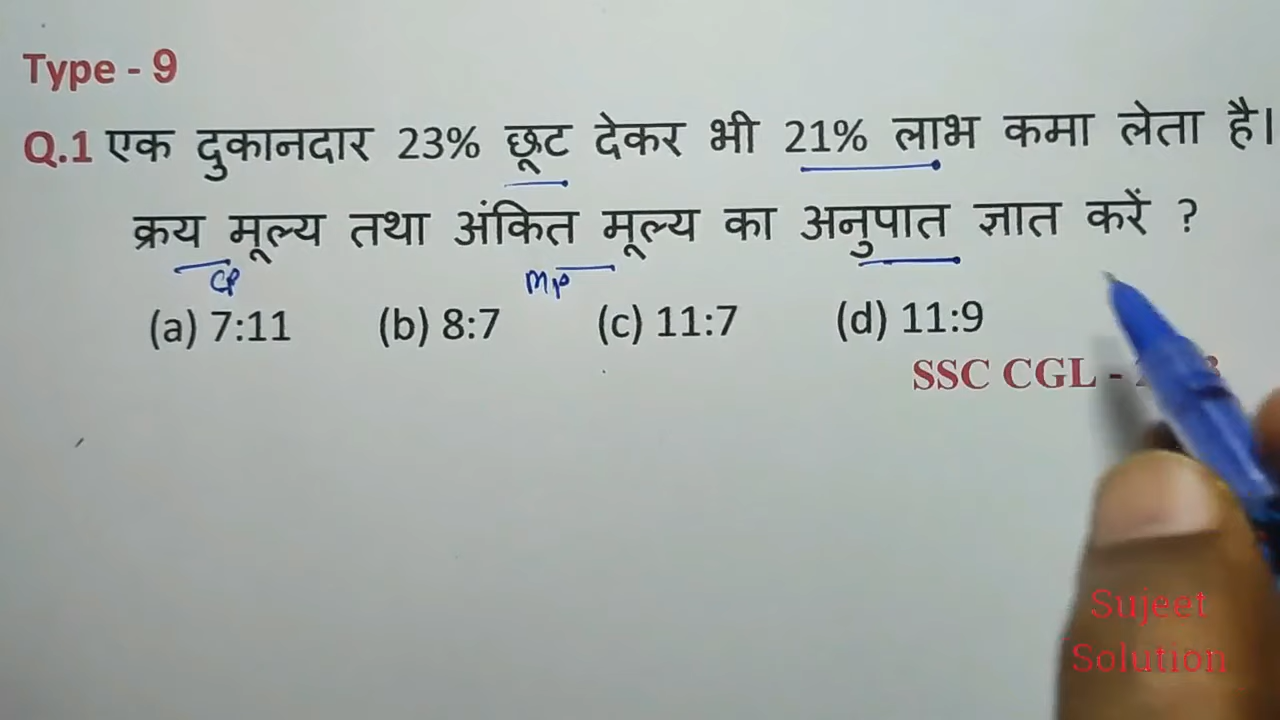 Type - 9
Q.1 एक दुकानदार 23% छूट देकर भी 21% लाभ कमा लेता है।
क्रय मूल्य तथा अंकित मूल्य का अनुपात ज्ञात करें ?
CP MP
(a) 7:11 (b) 8:7 (c) 11:7 (d) 11:9
SSC CGL -
Sujeet
Solution